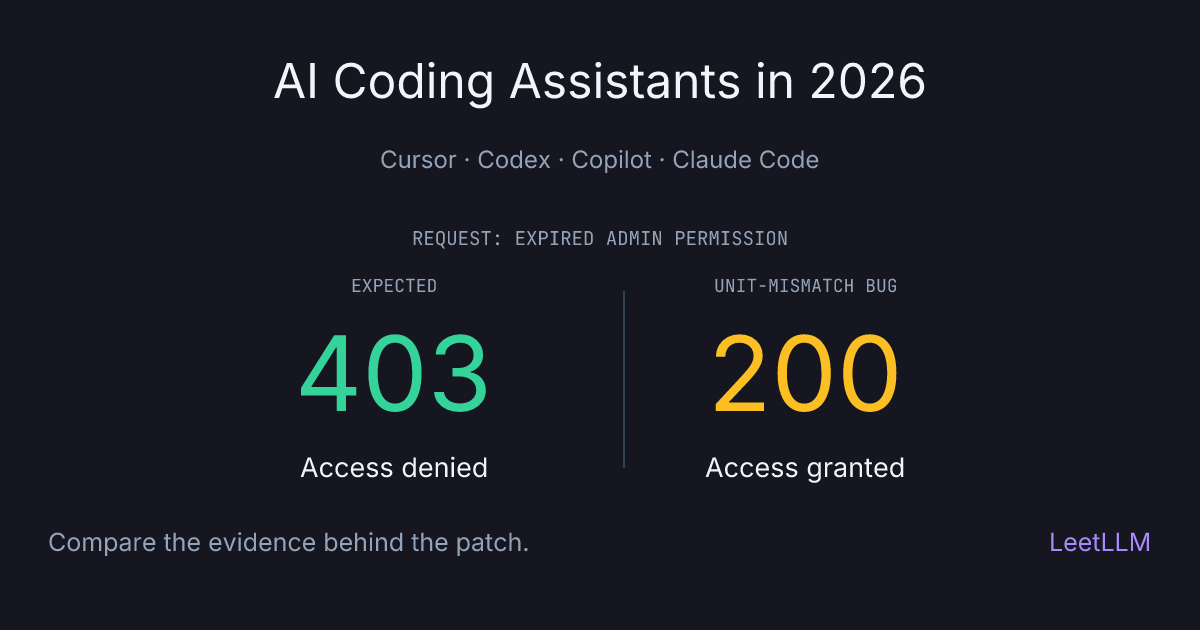 AI Coding Assistants in 2026
Cursor · Codex · Copilot · Claude Code
REQUEST: EXPIRED ADMIN PERMISSION
EXPECTED
403
Access denied
UNIT-MISMATCH BUG
200
Access granted
Compare the evidence behind the patch.
LeetLLM